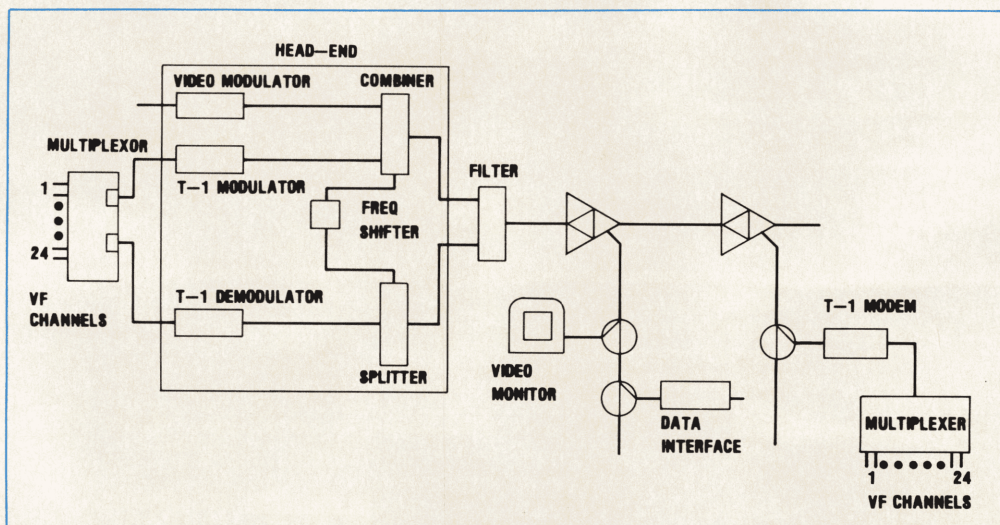 HEAD—END
VIDEO MODULATOR
COMBINER
MULTIPLEXOR
T—1 MODULATOR
FILTER
1
24
FREQ
SHIFTER
VF
CHANNELS
T—1 DEMODULATOR
SPLITTER
VIDEO
MONITOR
DATA
INTERFACE
T—1 MODEM
MULTIPLEXER
1
24
VF CHANNELS